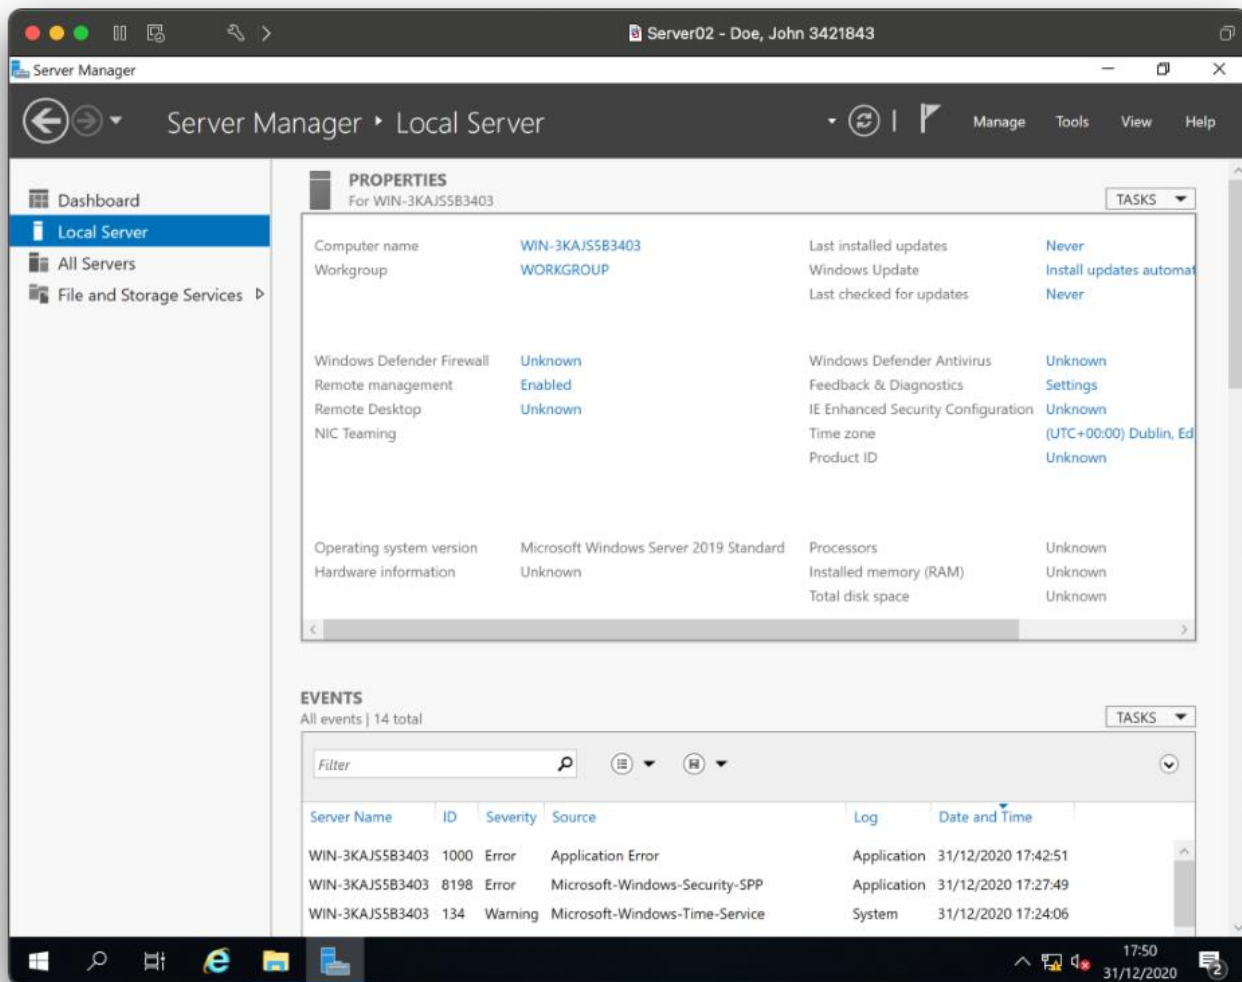 Server02 - Doe, John 3421843
Server Manager
Server Manager ‣ Local Server
Manage Tools View Help
Dashboard
Local Server
All Servers
File and Storage Services
PROPERTIES
For WIN-3KAJS5B3403
TASKS
Computer name WIN-3KAJS5B3403 Last installed updates Never
Workgroup WORKGROUP Windows Update Install updates automat
Last checked for updates Never
Windows Defender Firewall Unknown Windows Defender Antivirus Unknown
Remote management Enabled Feedback & Diagnostics Settings
Remote Desktop Unknown IE Enhanced Security Configuration Unknown
NIC Teaming Time zone (UTC+00:00) Dublin, Ed
Product ID Unknown
Operating system version Microsoft Windows Server 2019 Standard Processors Unknown
Hardware information Unknown Installed memory (RAM) Unknown
Total disk space Unknown
EVENTS
All events | 14 total
TASKS
Filter
Server Name ID Severity Source Log Date and Time
WIN-3KAJS5B3403 1000 Error Application Error Application 31/12/2020 17:42:51
WIN-3KAJS5B3403 8198 Error Microsoft-Windows-Security-SPP Application 31/12/2020 17:27:49
WIN-3KAJS5B3403 134 Warning Microsoft-Windows-Time-Service System 31/12/2020 17:24:06
17:50
31/12/2020
2